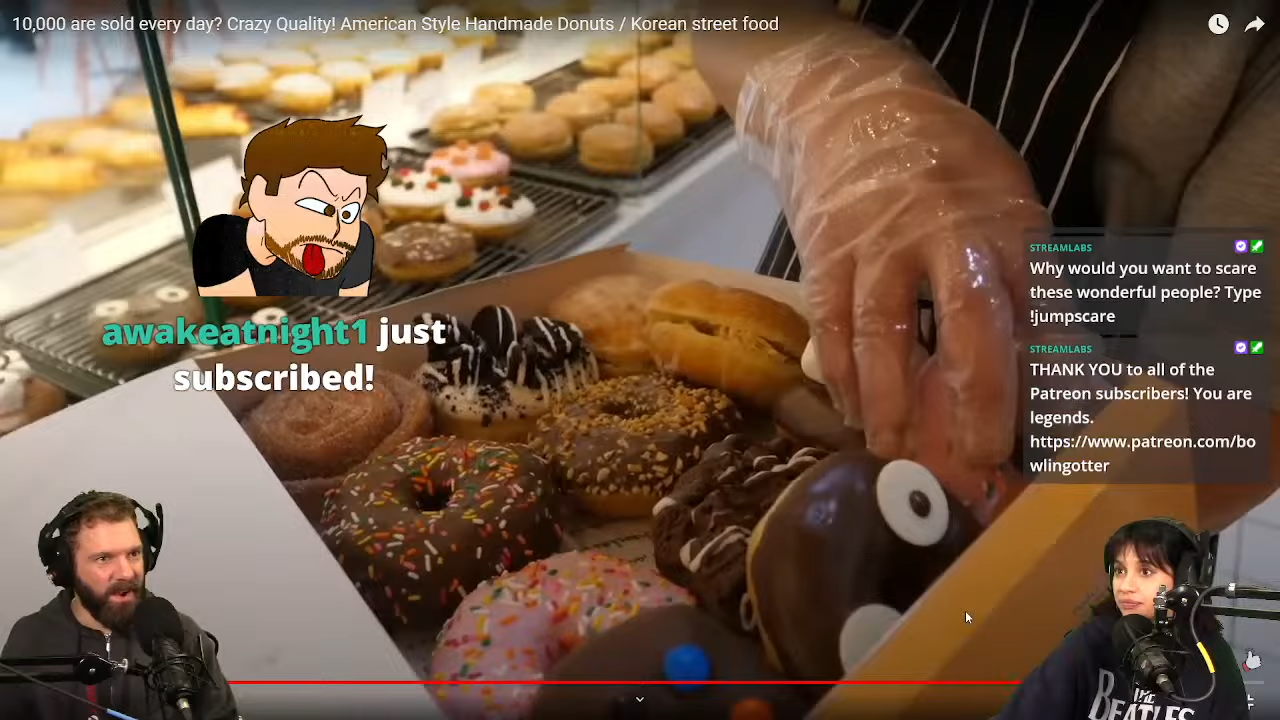 10,000 are sold every day? Crazy Quality! American Style Handmade Donuts / Korean street food
awakeatnight1 just
subscribed!
STREAMLABS
Why would you want to scare
these wonderful people? Type
!jumpscare
STREAMLABS
THANK YOU to all of the
Patreon subscribers! You are
legends.
https://www.patreon.com/bo
wlingotter
THE
BEATLES